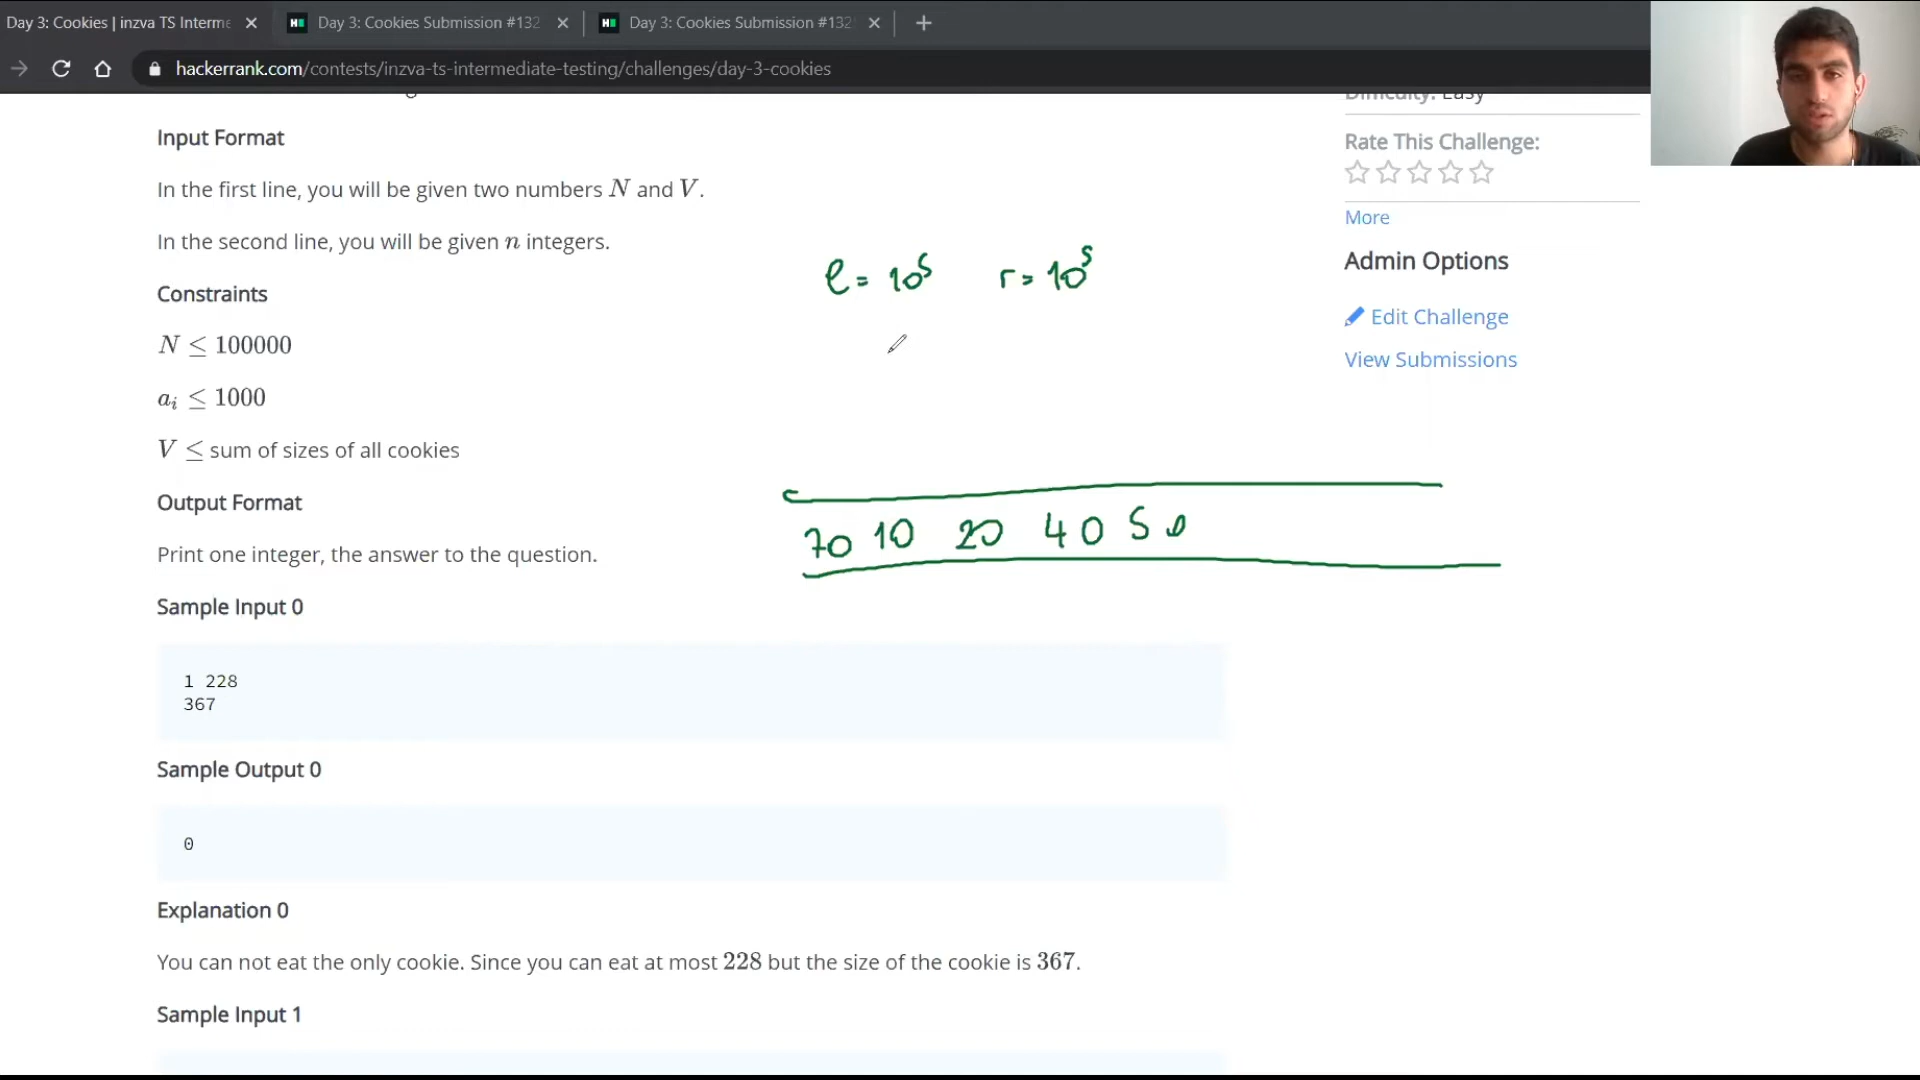 Day 3: Cookies | inzva TS Interme
Day 3: Cookies Submission #132
Day 3: Cookies Submission #132
hackerrank.com/contests/inzva-ts-intermediate-testing/challenges/day-3-cookies
Difficulty: Easy
Input Format
Rate This Challenge:
In the first line, you will be given two numbers N and V.
More
In the second line, you will be given n integers.
l = 10^5 r = 10^5
Admin Options
Constraints
Edit Challenge
N ≤ 100000
View Submissions
a_i ≤ 1000
V ≤ sum of sizes of all cookies
Output Format
70 10 20 40 50
Print one integer, the answer to the question.
Sample Input 0
1 228
367
Sample Output 0
0
Explanation 0
You can not eat the only cookie. Since you can eat at most 228 but the size of the cookie is 367.
Sample Input 1